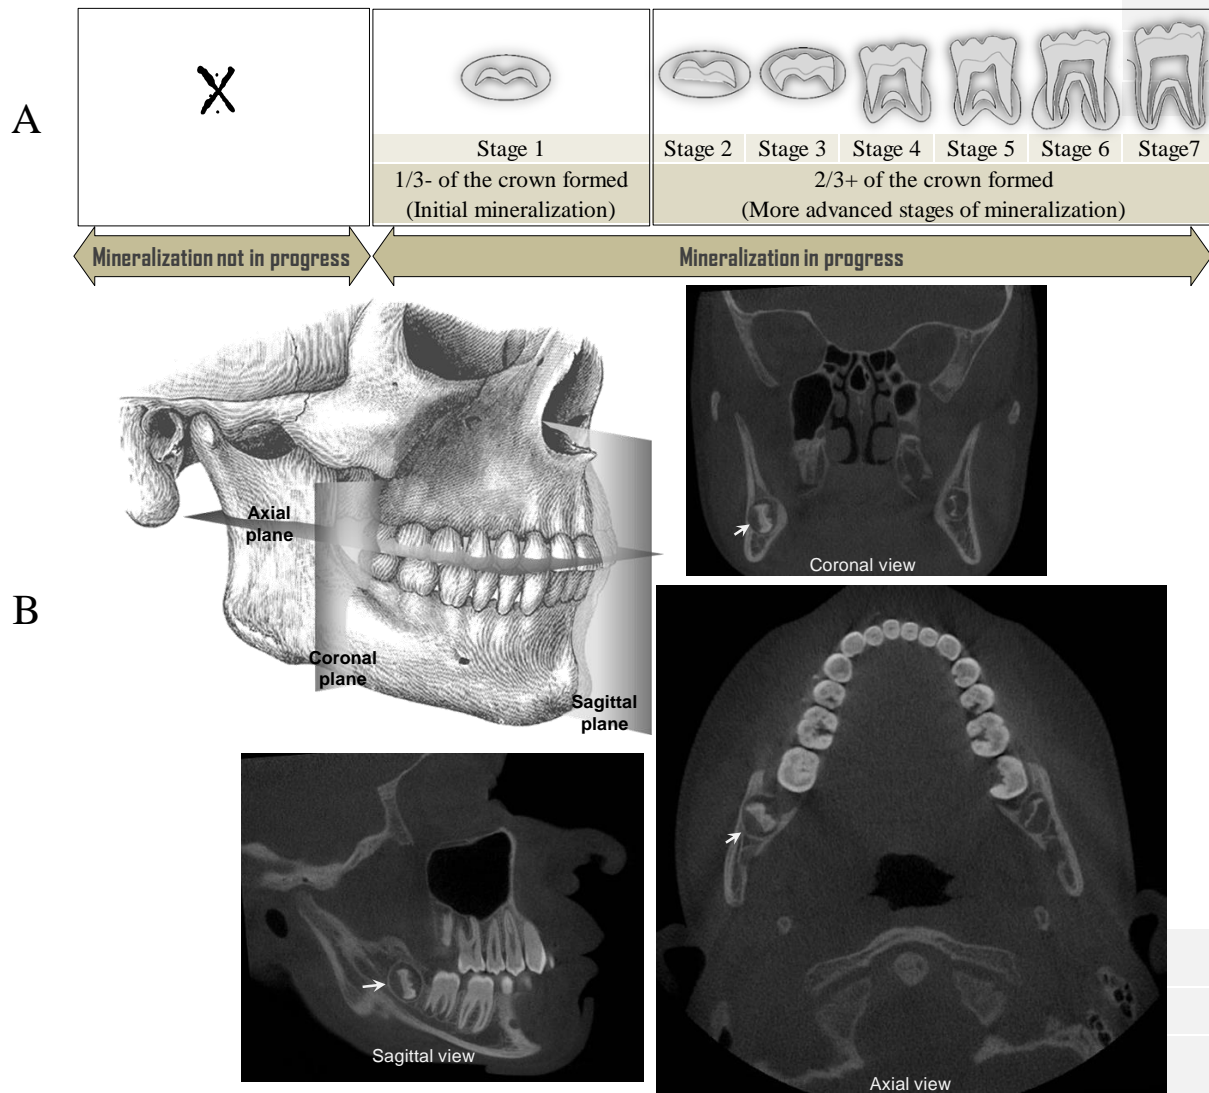 A
X
Stage 1
Stage 2
Stage 3
Stage 4
Stage 5
Stage 6
Stage7
1/3- of the crown formed
(Initial mineralization)
2/3+ of the crown formed
(More advanced stages of mineralization)
Mineralization not in progress
Mineralization in progress
B
Axial
plane
Coronal
plane
Sagittal
plane
Coronal view
Sagittal view
Axial view